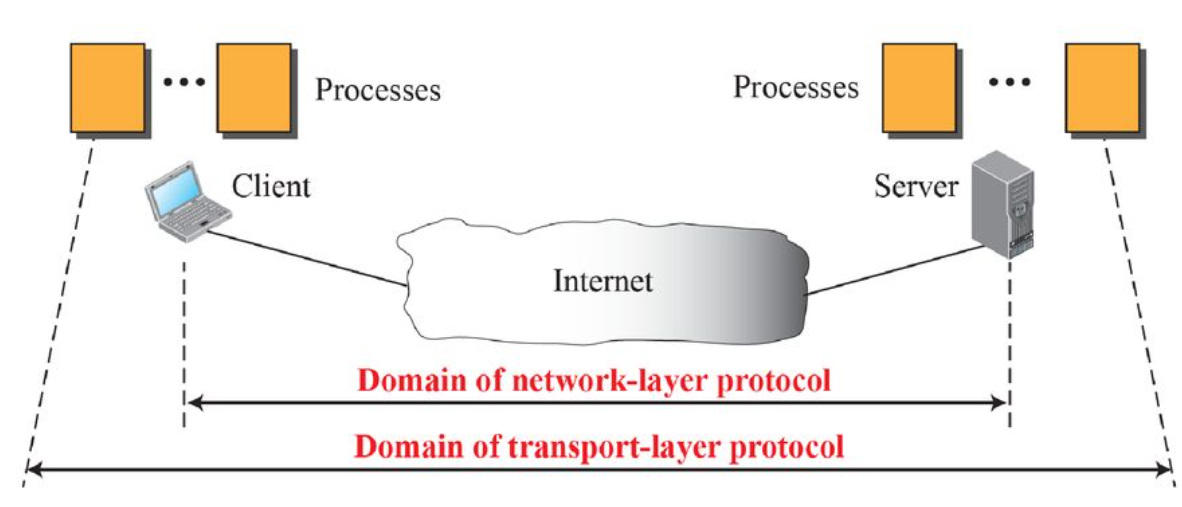 Processes
Processes
Client
Server
Internet
Domain of network-layer protocol
Domain of transport-layer protocol